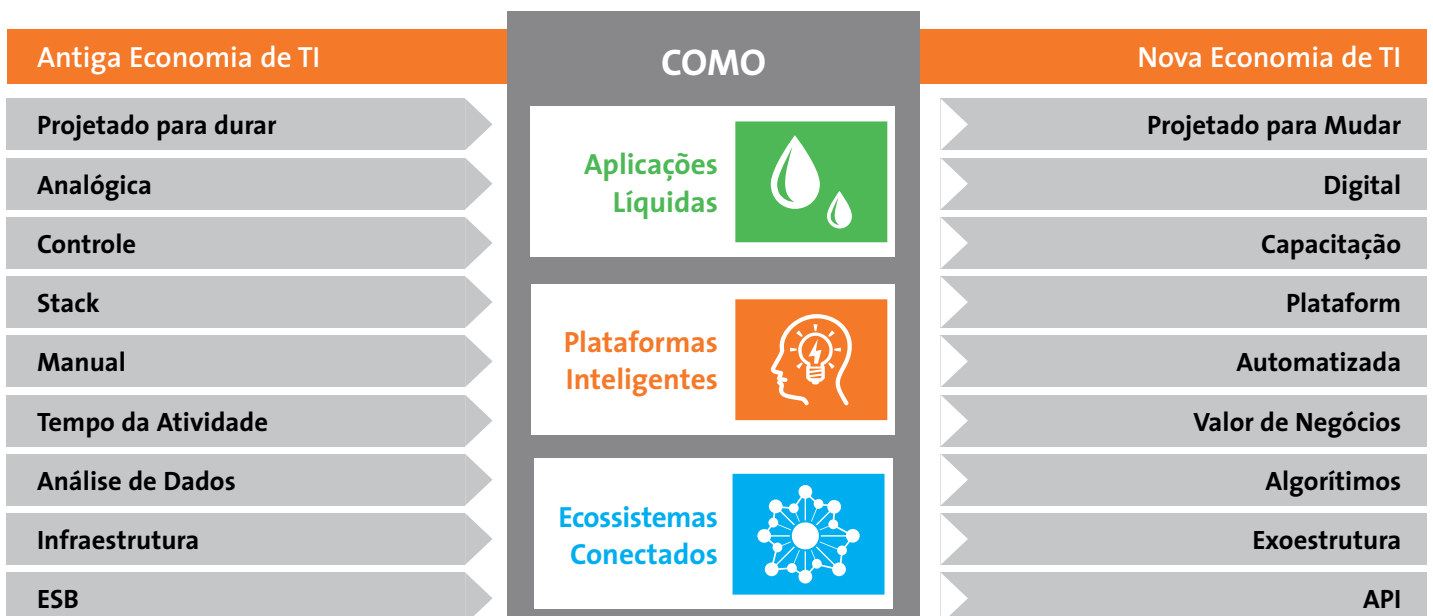 Antiga Economia de TI
COMO
Nova Economia de TI
Projetado para durar
Analógica
Controle
Stack
Manual
Tempo da Atividade
Análise de Dados
Infraestrutura
ESB
Aplicações
Líquidas
Plataformas
Inteligentes
Ecossistemas
Conectados
Projetado para Mudar
Digital
Capacitação
Plataform
Automatizada
Valor de Negócios
Algorítimos
Exoestrutura
API